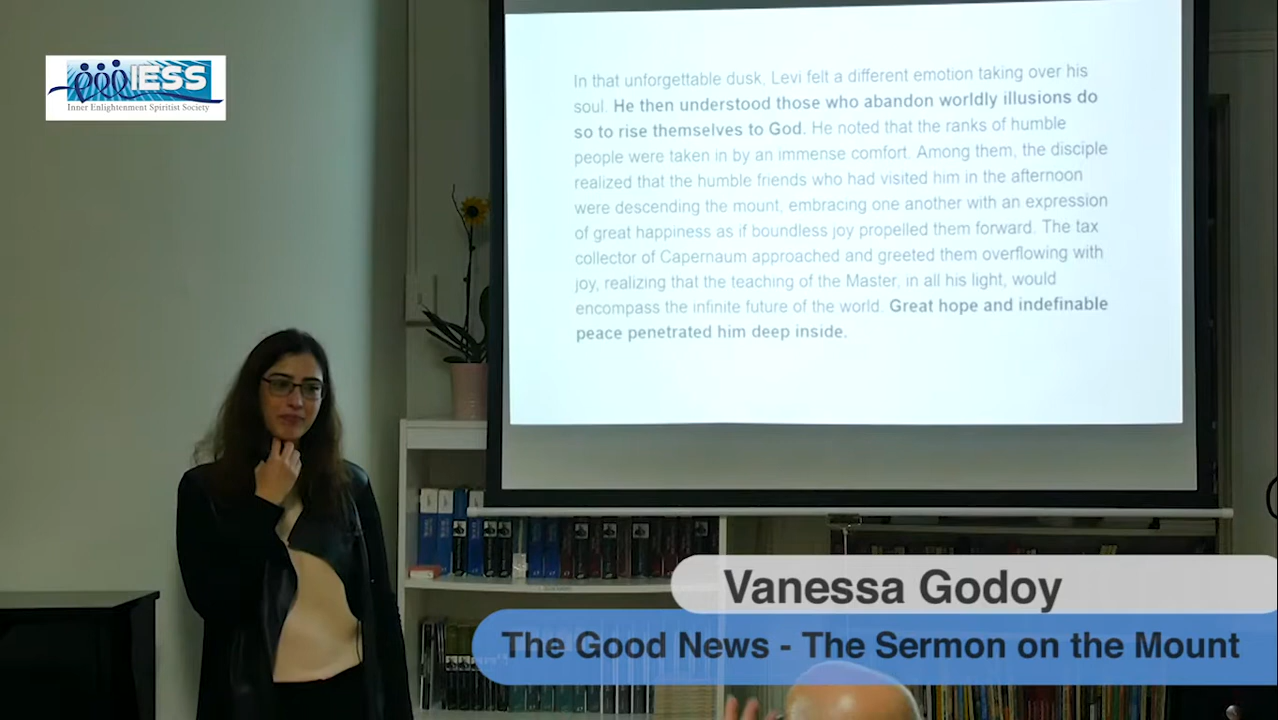 IESS
Inner Enlightenment Spiritist Society
In that unforgettable dusk, Levi felt a different emotion taking over his
soul. He then understood those who abandon worldly illusions do
so to rise themselves to God. He noted that the ranks of humble
people were taken in by an immense comfort. Among them, the disciple
realized that the humble friends who had visited him in the afternoon
were descending the mount, embracing one another with an expression
of great happiness as if boundless joy propelled them forward. The tax
collector of Capernaum approached and greeted them overflowing with
joy, realizing that the teaching of the Master, in all his light, would
encompass the infinite future of the world. Great hope and indefinable
peace penetrated him deep inside.
Vanessa Godoy
The Good News - The Sermon on the Mount